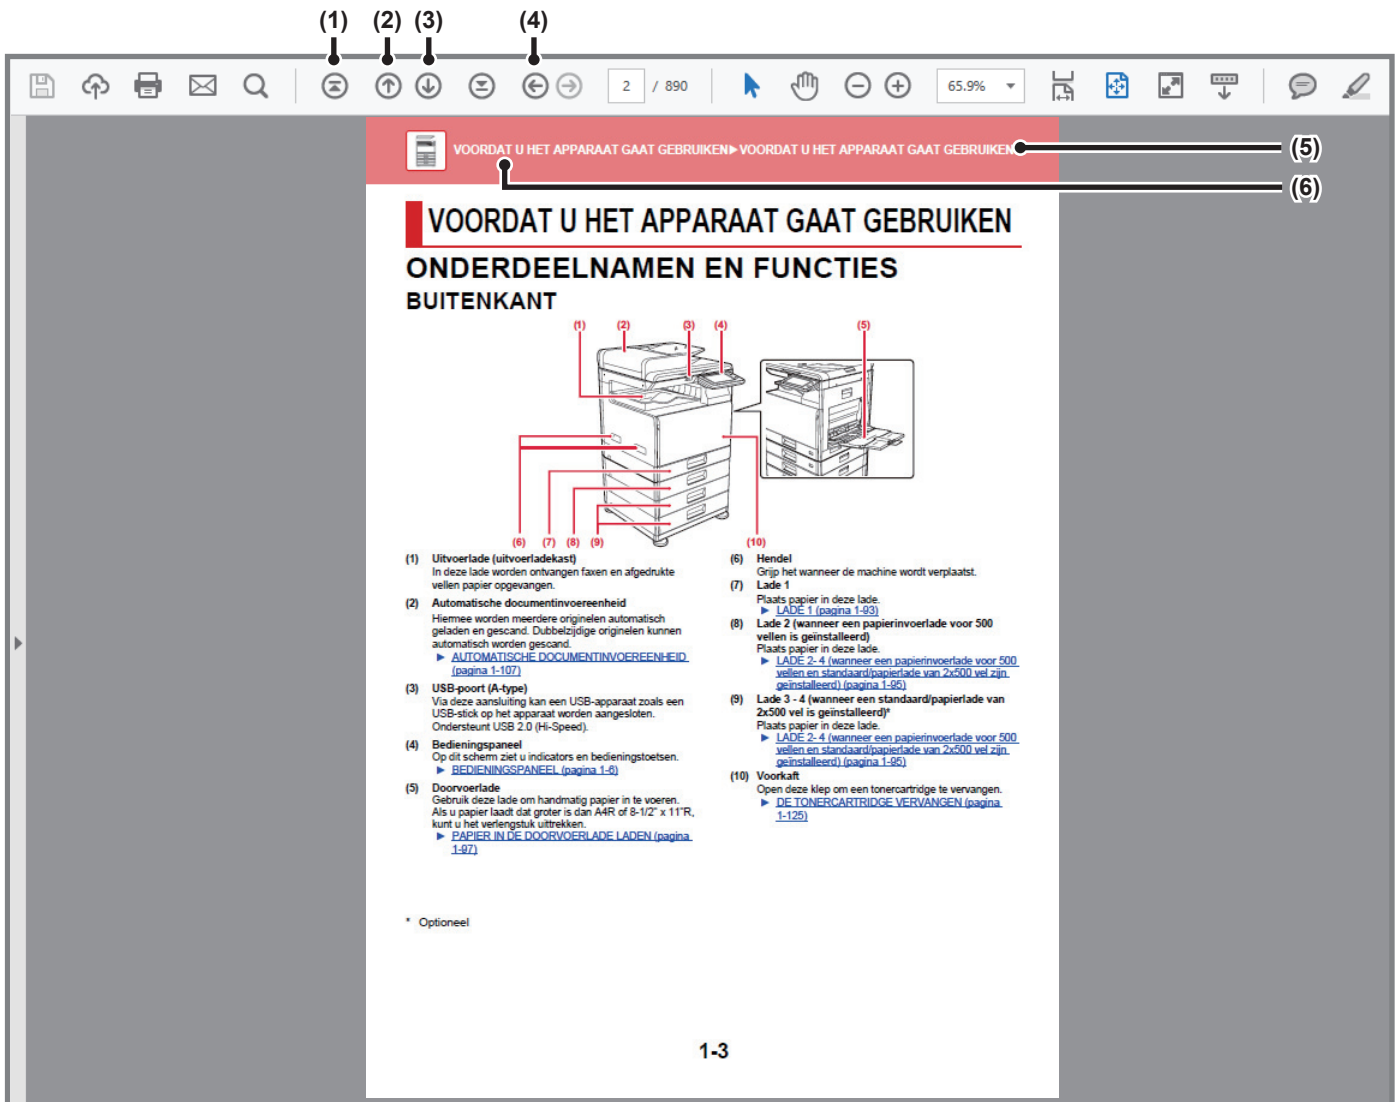 (1) (2) (3) (4)
2 / 890 65.9%
VOORDAT U HET APPARAAT GAAT GEBRUIKEN►VOORDAT U HET APPARAAT GAAT GEBRUIKEN
(5)
(6)
VOORDAT U HET APPARAAT GAAT GEBRUIKEN
ONDERDEELNAMEN EN FUNCTIES
BUITENKANT
(1) (2) (3) (4) (5)
(6) (7) (8) (9) (10)
(1) Uitvoerlade (uitvoerladekast)
In deze lade worden ontvangen faxen en afgedrukte
vellen papier opgevangen.
(2) Automatische documentinvoereenheid
Hiermee worden meerdere originelen automatisch
geladen en gescand. Dubbelzijdige originelen kunnen
automatisch worden gescand.
► AUTOMATISCHE DOCUMENTINVOEREENHEID
(pagina 1-107)
(3) USB-poort (A-type)
Via deze aansluiting kan een USB-apparaat zoals een
USB-stick op het apparaat worden aangesloten.
Ondersteunt USB 2.0 (Hi-Speed).
(4) Bedieningspaneel
Op dit scherm ziet u indicators en bedieningstoetsen.
► BEDIENINGSPANEEL (pagina 1-6)
(5) Doorvoerlade
Gebruik deze lade om handmatig papier in te voeren.
Als u papier laadt dat groter is dan A4R of 8-1/2" x 11"R,
kunt u het verlengstuk uittrekken.
► PAPIER IN DE DOORVOERLADE LADEN (pagina
1-97)
(6) Hendel
Grijp het wanneer de machine wordt verplaatst.
(7) Lade 1
Plaats papier in deze lade.
► LADE 1 (pagina 1-93)
(8) Lade 2 (wanneer een papierinvoerlade voor 500
vellen is geïnstalleerd)
Plaats papier in deze lade.
► LADE 2- 4 (wanneer een papierinvoerlade voor 500
vellen en standaard/papierlade van 2x500 vel zijn
geïnstalleerd) (pagina 1-95)
(9) Lade 3 - 4 (wanneer een standaard/papierlade van
2x500 vel is geïnstalleerd)*
Plaats papier in deze lade.
► LADE 2- 4 (wanneer een papierinvoerlade voor 500
vellen en standaard/papierlade van 2x500 vel zijn
geïnstalleerd) (pagina 1-95)
(10) Voorkaft
Open deze klep om een tonercartridge te vervangen.
► DE TONERCARTRIDGE VERVANGEN (pagina
1-125)
* Optioneel
1-3